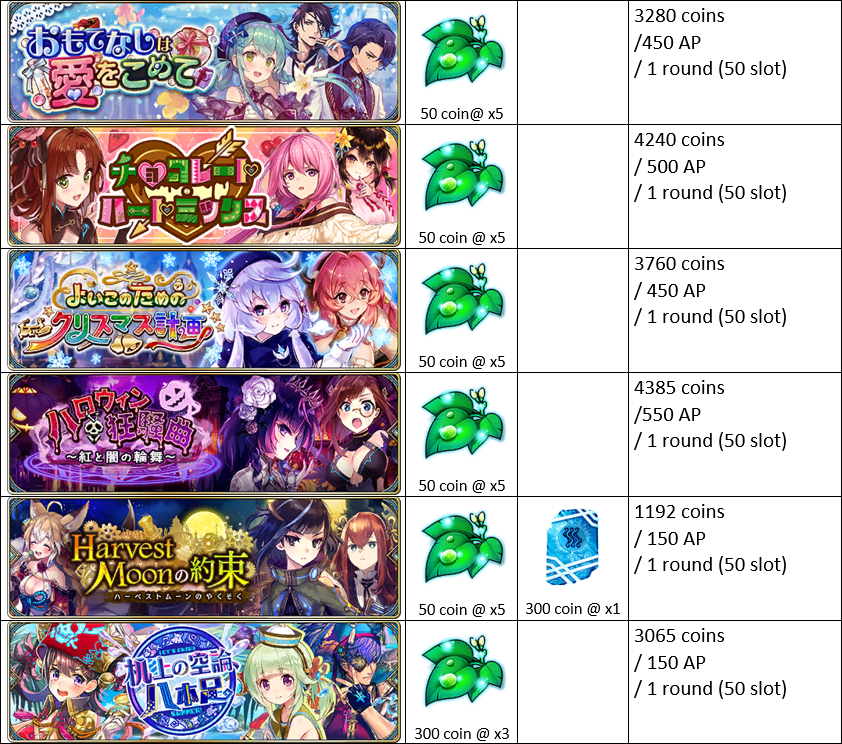 おもてなしは
愛をこめて
50 coin@ x5
3280 coins
/450 AP
/ 1 round (50 slot)
チョコレート・
ハートミックス
50 coin @ x5
4240 coins
/ 500 AP
/ 1 round (50 slot)
よいこのための
クリスマス計画
50 coin @ x5
3760 coins
/ 450 AP
/ 1 round (50 slot)
ハロウィン
狂騒曲
～紅と闇の輪舞～
50 coin @ x5
4385 coins
/550 AP
/ 1 round (50 slot)
Harvest
Moonの約束
ハーベストムーンのやくそく
50 coin @ x5
300 coin @ x1
1192 coins
/ 150 AP
/ 1 round (50 slot)
LET'S ENJOY
机上の空論
八本足
SUMMER!
300 coin @ x3
3065 coins
/ 150 AP
/ 1 round (50 slot)